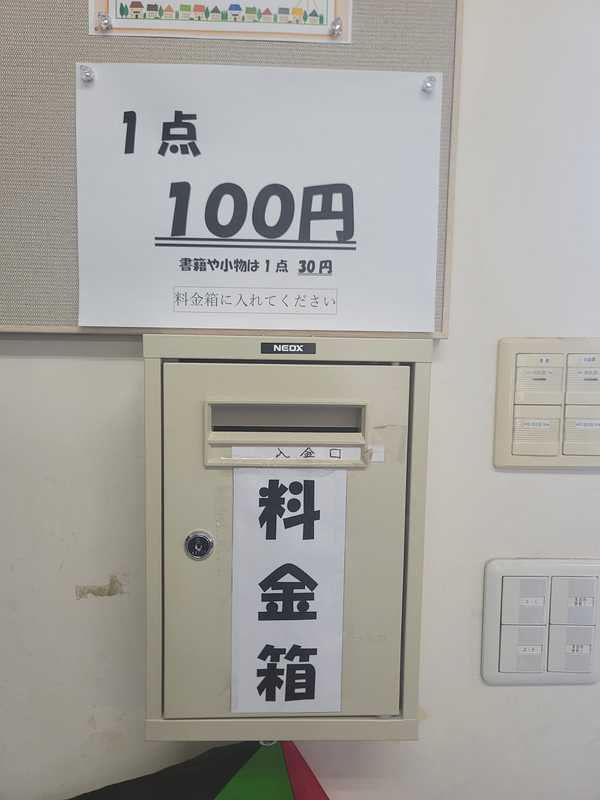 1点
100円
書籍や小物は1点 30円
料金箱に入れてください
NEOX
入金口
料金箱